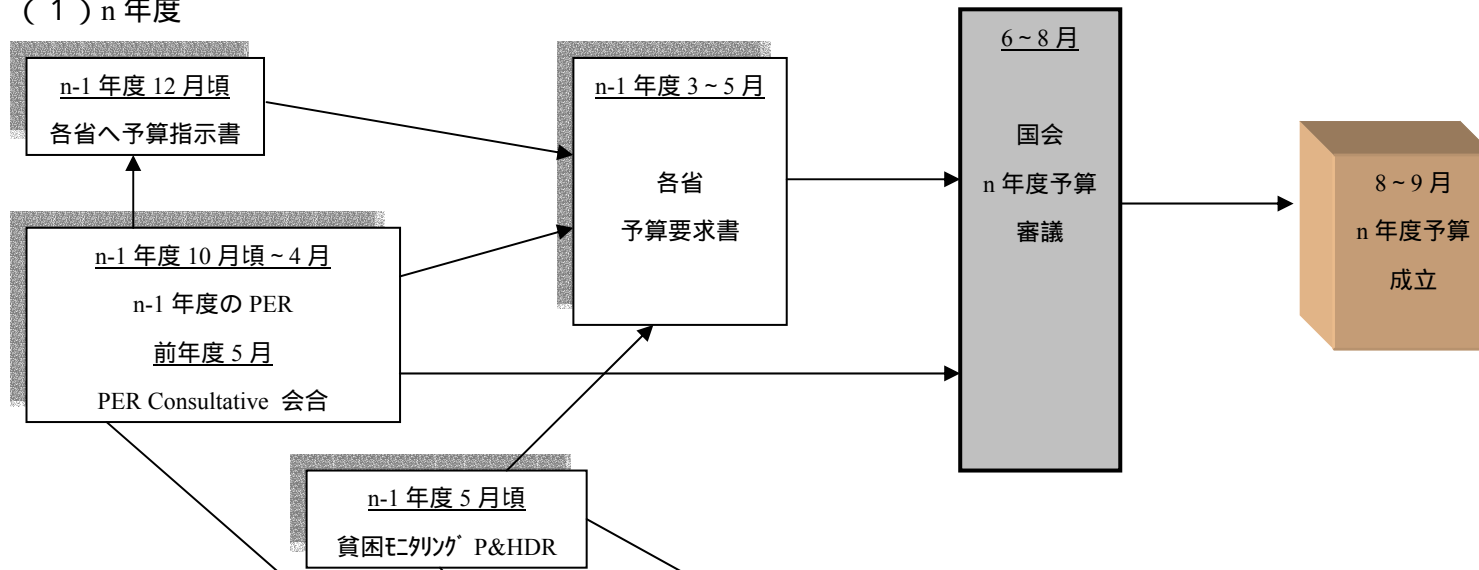 （１）n 年度
n-1 年度 12 月頃
各省へ予算指示書
n-1 年度 10 月頃~4 月
n-1 年度の PER
前年度 5 月
PER Consultative 会合
n-1 年度 5 月頃
貧困ﾓﾆﾀﾘﾝｸﾞ P&HDR
n-1 年度 3~5 月
各省
予算要求書
6~8 月
国会
n 年度予算
審議
8~9 月
n 年度予算
成立